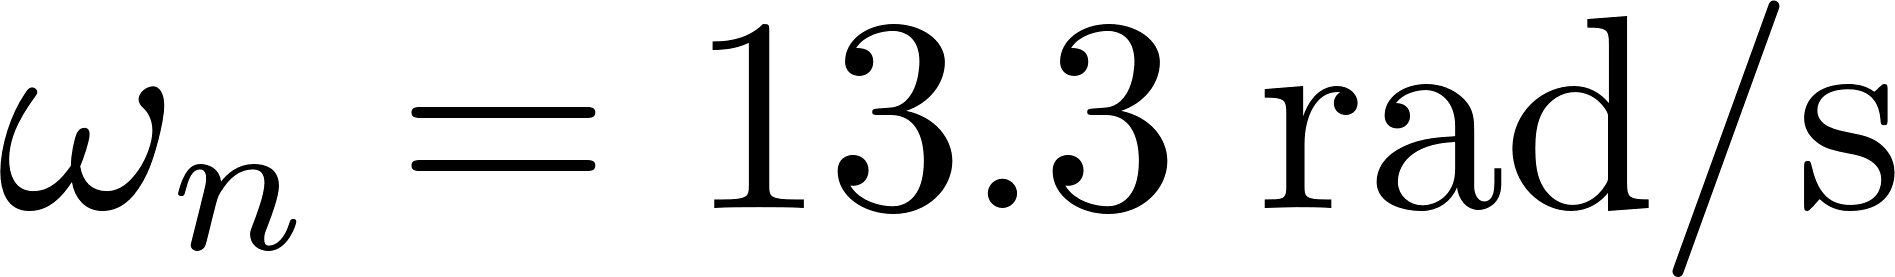 ωₙ = 13.3 rad/s